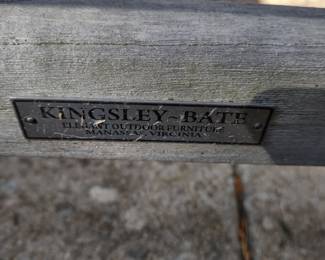 KINGSLEY~BATE
ELEGANT OUTDOOR FURNITURE
MANASSAS, VIRGINIA